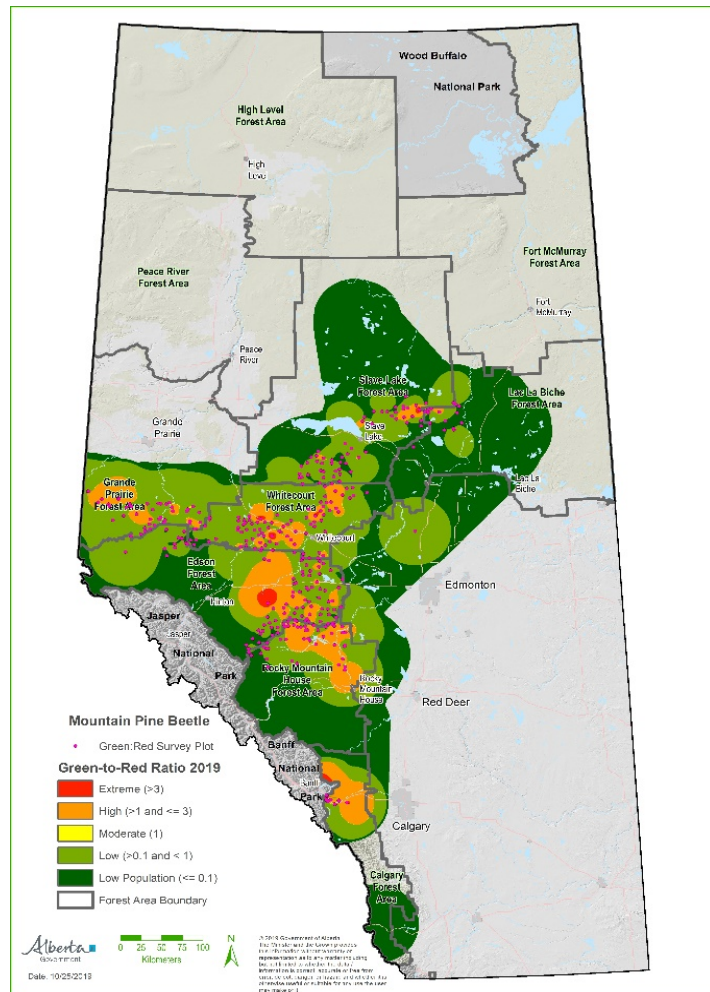 Wood Buffalo
National Park
High Level
Forest Area
High
Level
Peace River
Forest Area
Fort McMurray
Forest Area
Fort
McMurray
Peace
River
Slave Lake
Forest Area
Lac La Biche
Forest Area
Grande
Prairie
Slave
Lake
Grande
Prairie
Forest Area
Whitecourt
Forest Area
Lac La
Biche
Whitecourt
Edson
Forest
Area
Edmonton
Hinton
Jasper
Jasper
National
Park
Rocky Mountain
House
Forest Area
Rocky
Mountain
House
Red Deer
Mountain Pine Beetle
Green:Red Survey Plot
Green-to-Red Ratio 2019
Extreme (>3)
High (>1 and <= 3)
Moderate (1)
Low (>0.1 and < 1)
Low Population (<= 0.1)
Forest Area Boundary
Banff
National
Banff
Park
Calgary
Calgary
Forest
Area
Alberta
Government
0 25 50 75 100
Kilometers
N
Date: 10/25/2019
© 2019 Government of Alberta